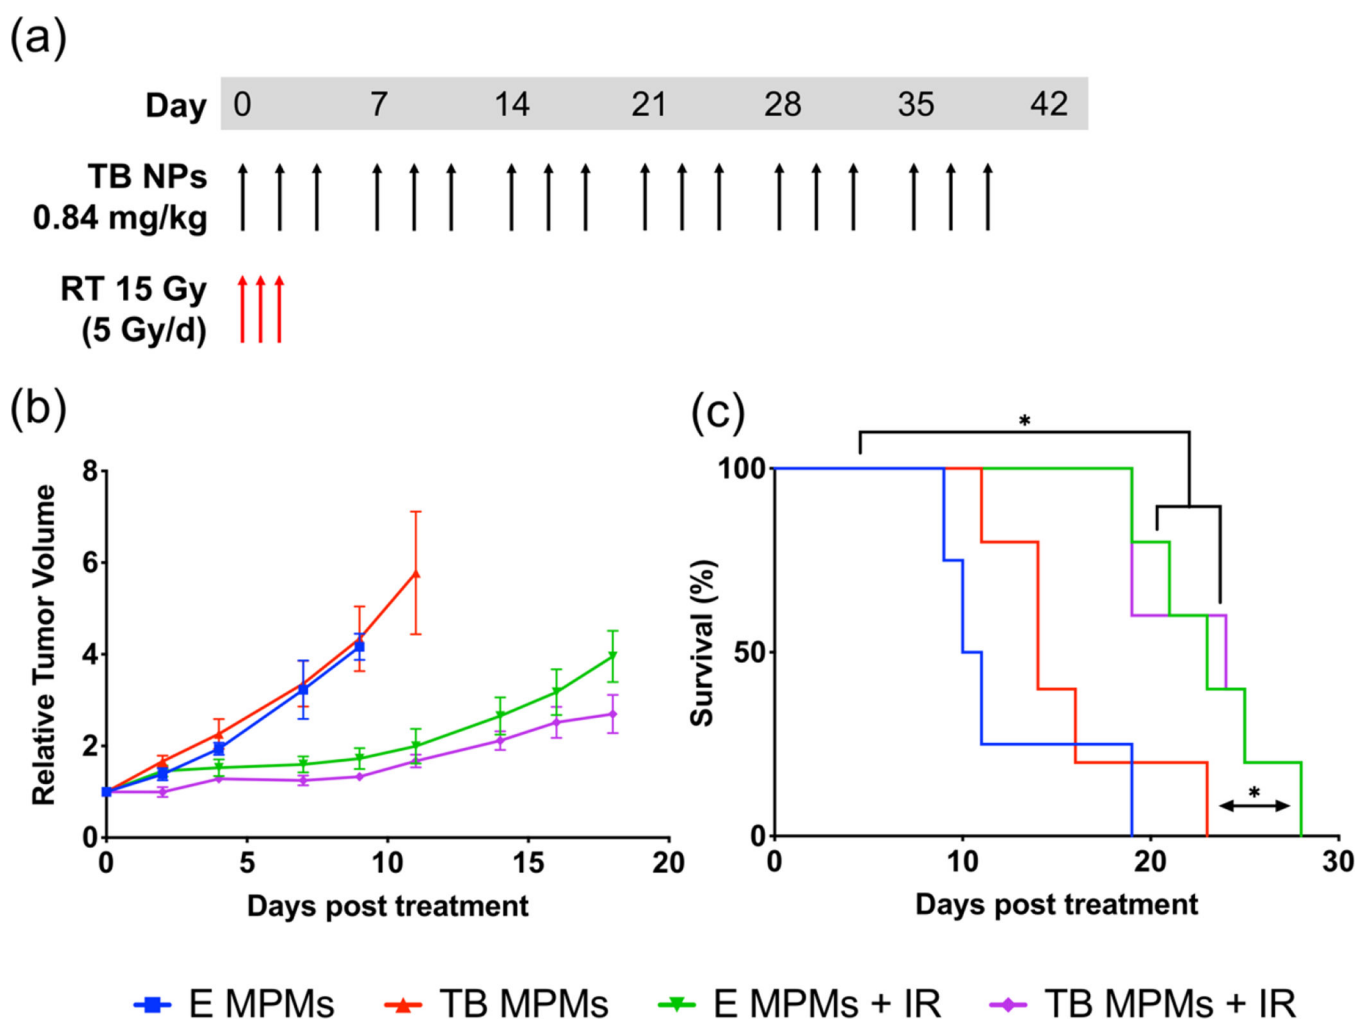 (a)
Day 0 7 14 21 28 35 42
TB NPs
0.84 mg/kg
RT 15 Gy
(5 Gy/d)
(b)
8
6
4
2
0
Relative Tumor Volume
0 5 10 15 20
Days post treatment
(c)
*
100
50
0
Survival (%)
*
0 10 20 30
Days post treatment
E MPMs TB MPMs E MPMs + IR TB MPMs + IR